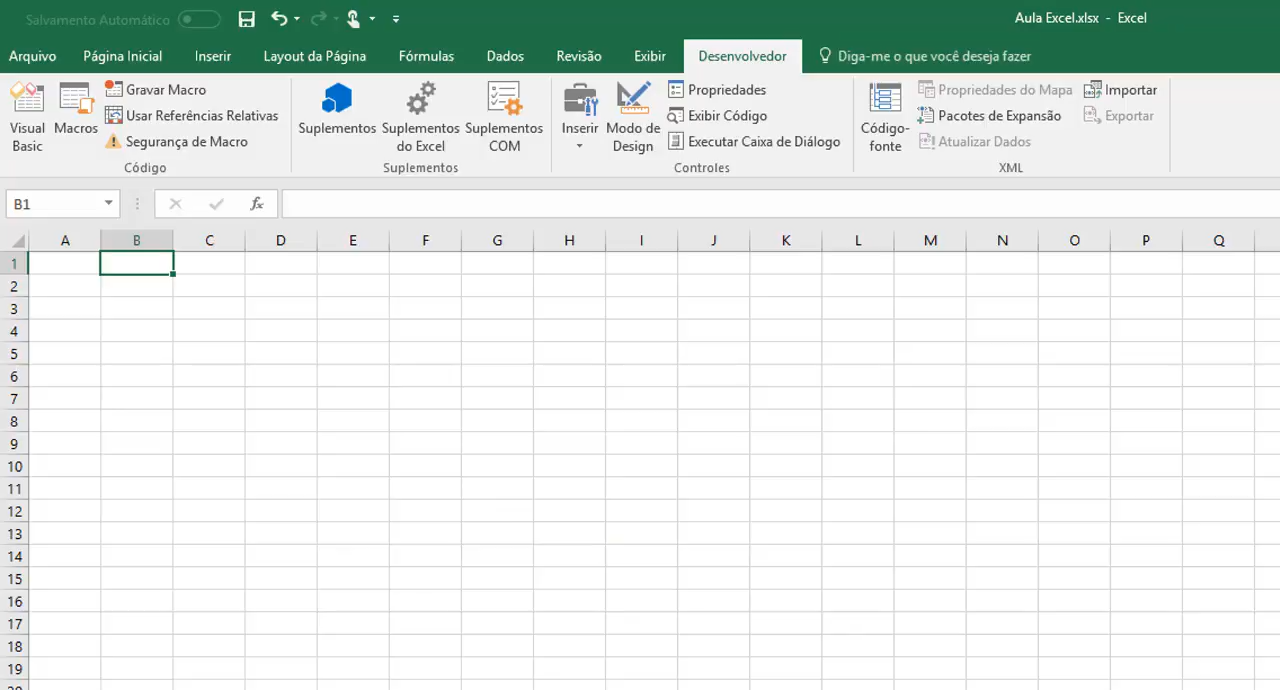 Salvamento Automático
Aula Excel.xlsx - Excel
Arquivo Página Inicial Inserir Layout da Página Fórmulas Dados Revisão Exibir Desenvolvedor Diga-me o que você deseja fazer
Visual Basic
Macros
Gravar Macro
Usar Referências Relativas
Segurança de Macro
Código
Suplementos
Suplementos do Excel
Suplementos COM
Suplementos
Inserir
Modo de Design
Propriedades
Exibir Código
Executar Caixa de Diálogo
Controles
Código-fonte
Propriedades do Mapa
Pacotes de Expansão
Atualizar Dados
Importar
Exportar
XML
B1
fx
A B C D E F G H I J K L M N O P Q
1
2
3
4
5
6
7
8
9
10
11
12
13
14
15
16
17
18
19
20